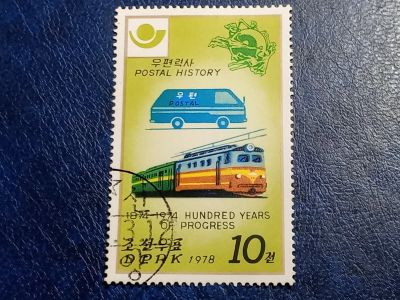 우편력사
POSTAL HISTORY
우편
POSTAL
1874-1974 HUNDRED YEARS
OF PROGRESS
조선우표
DPRK 1978 10전